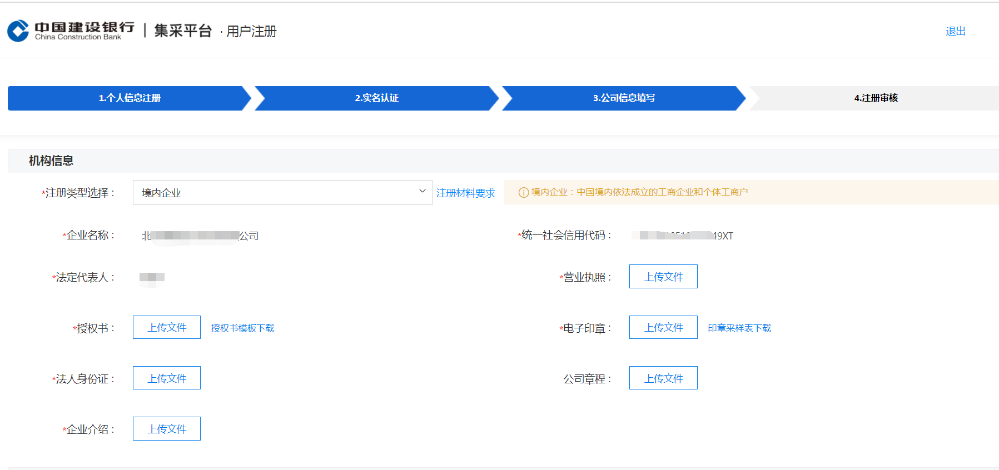 中国建设银行 | 集采平台 · 用户注册
China Construction Bank
退出
1.个人信息注册
2.实名认证
3.公司信息填写
4.注册审核
机构信息
*注册类型选择： 境内企业 注册材料要求 境内企业：中国境内依法成立的工商企业和个体工商户
*企业名称： 北 公司 *统一社会信用代码： 49XT
*法定代表人： *营业执照： 上传文件
*授权书： 上传文件 授权书模板下载 *电子印章： 上传文件 印章采样表下载
*法人身份证： 上传文件 公司章程： 上传文件
*企业介绍： 上传文件